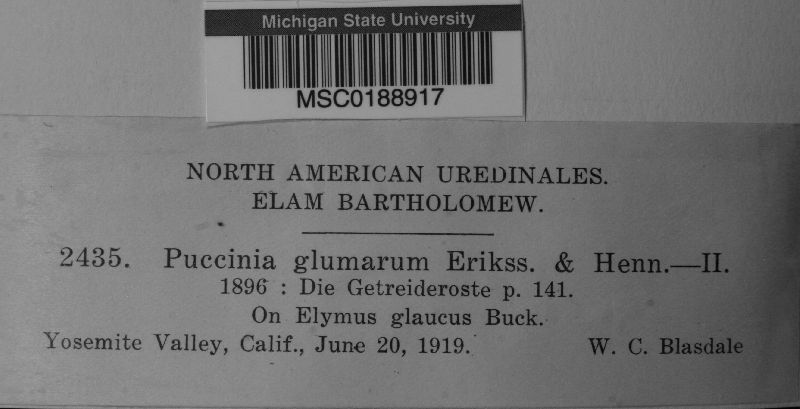 Michigan State University
MSC0188917
NORTH AMERICAN UREDINALES.
ELAM BARTHOLOMEW.
2435. Puccinia glumarum Erikss. & Henn.—II.
1896 : Die Getreideroste p. 141.
On Elymus glaucus Buck.
Yosemite Valley, Calif., June 20, 1919. W. C. Blasdale